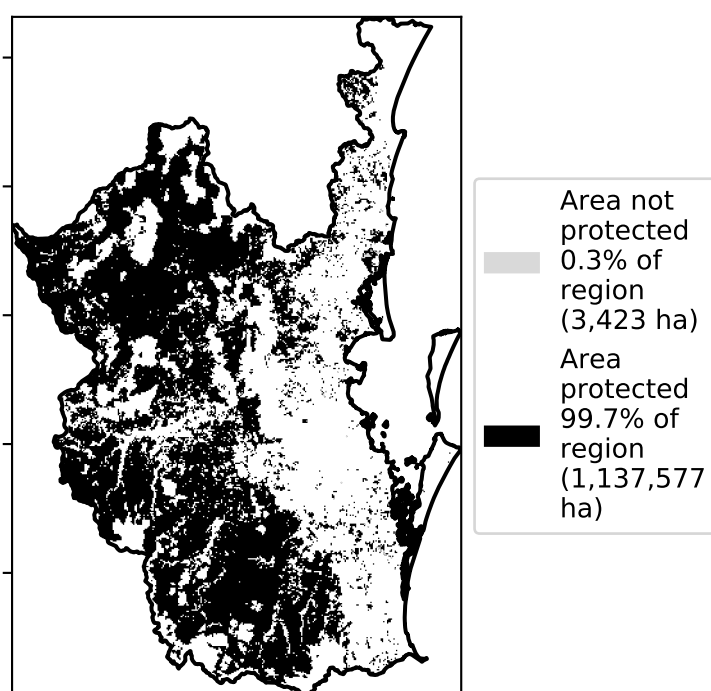 Area not
protected
0.3% of
region
(3,423 ha)
Area
protected
99.7% of
region
(1,137,577
ha)